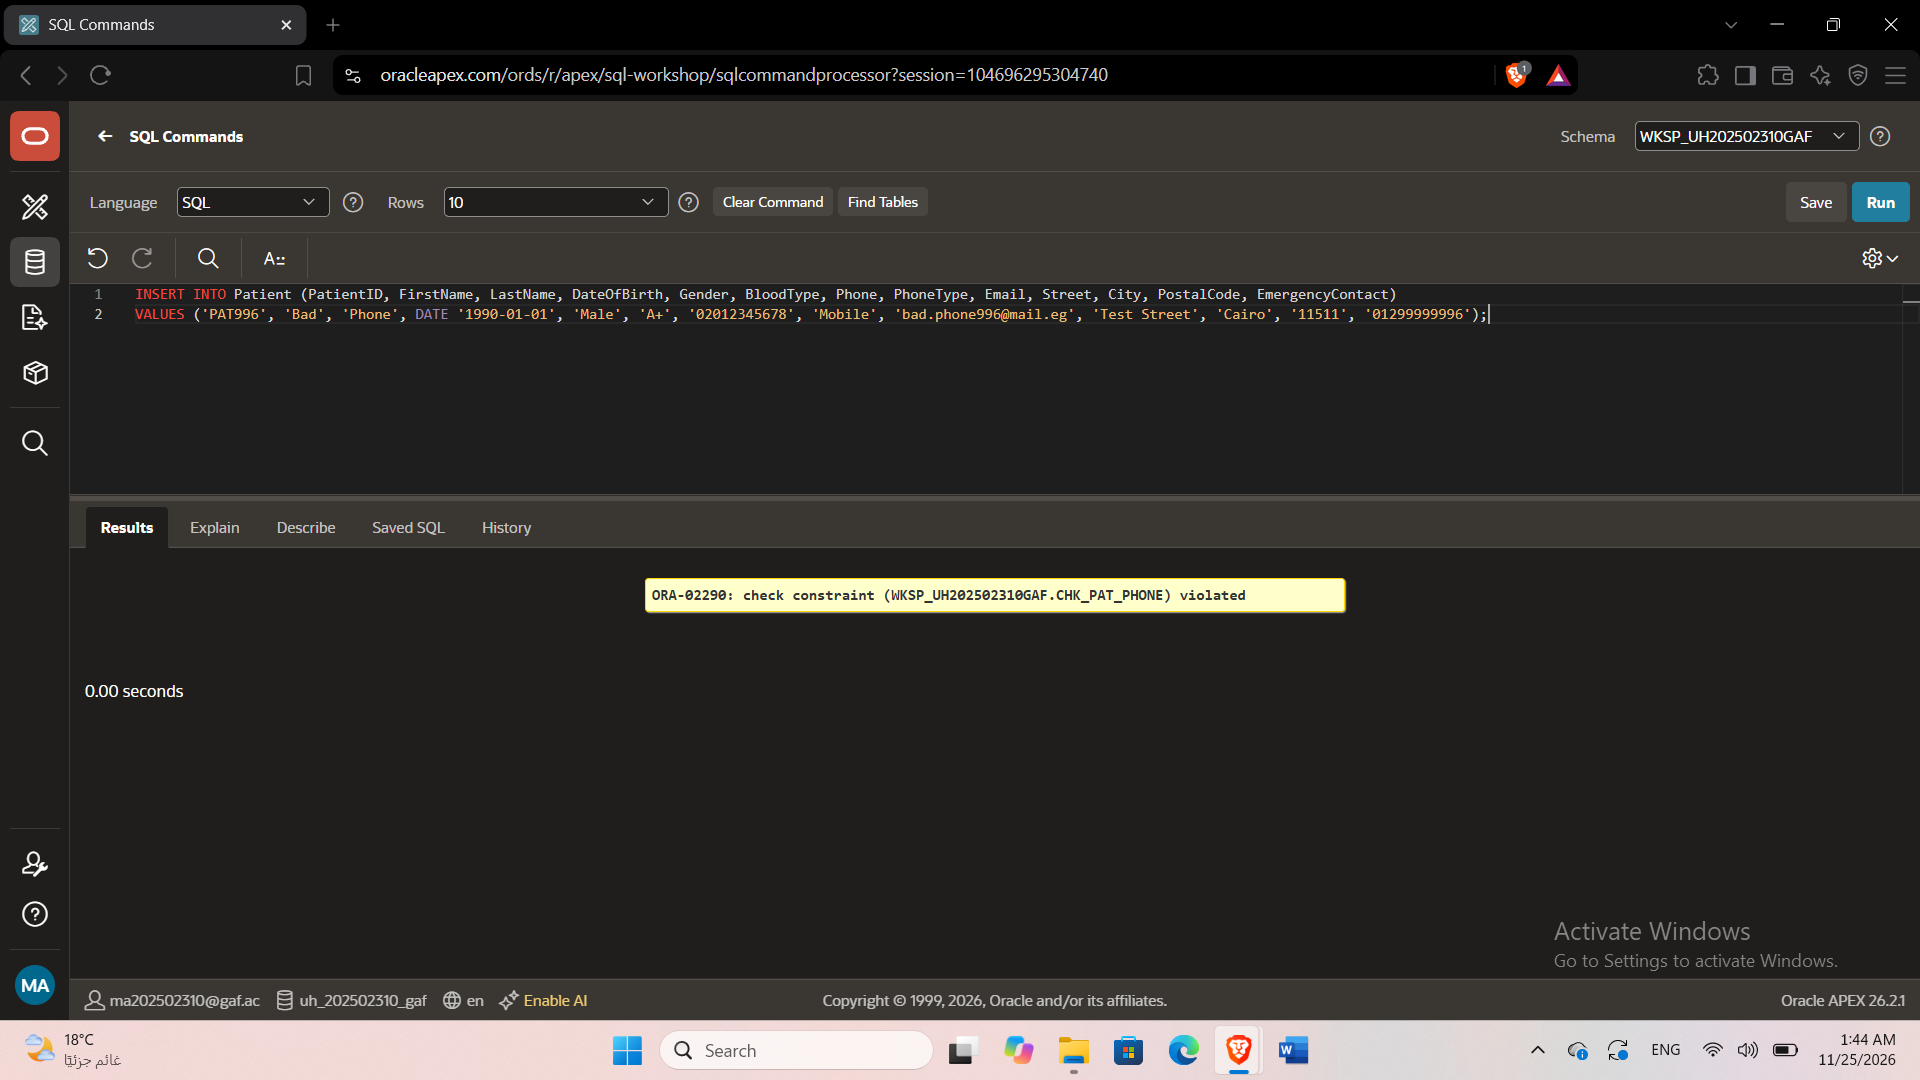 SQL Commands
oracleapex.com/ords/r/apex/sql-workshop/sqlcommandprocessor?session=104696295304740
1
SQL Commands
Schema WKSP_UH202502310GAF
Language SQL Rows 10 Clear Command Find Tables Save Run
A::
1 INSERT INTO Patient (PatientID, FirstName, LastName, DateOfBirth, Gender, BloodType, Phone, PhoneType, Email, Street, City, PostalCode, EmergencyContact)
2 VALUES ('PAT996', 'Bad', 'Phone', DATE '1990-01-01', 'Male', 'A+', '02012345678', 'Mobile', 'bad.phone996@mail.eg', 'Test Street', 'Cairo', '11511', '01299999996');
Results Explain Describe Saved SQL History
ORA-02290: check constraint (WKSP_UH202502310GAF.CHK_PAT_PHONE) violated
0.00 seconds
Activate Windows
Go to Settings to activate Windows.
MA
ma202502310@gaf.ac uh_202502310_gaf en Enable AI
Copyright © 1999, 2026, Oracle and/or its affiliates.
Oracle APEX 26.2.1
18°C
غائم جزئيًا
Search
W
ENG
1:44 AM
11/25/2026